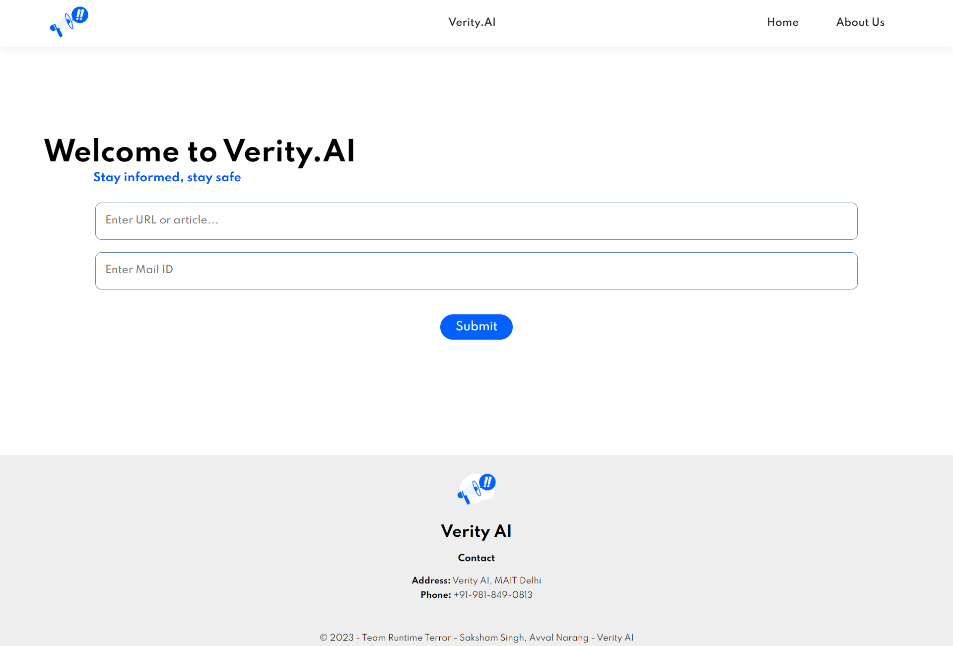 !!
Verity.AI
Home
About Us
Welcome to Verity.AI
Stay informed, stay safe
Enter URL or article...
Enter Mail ID
Submit
!!
Verity AI
Contact
Address: Verity AI, MAIT Delhi
Phone: +91-981-849-0813
© 2023 - Team Runtime Terror - Saksham Singh, Avval Narang - Verity AI